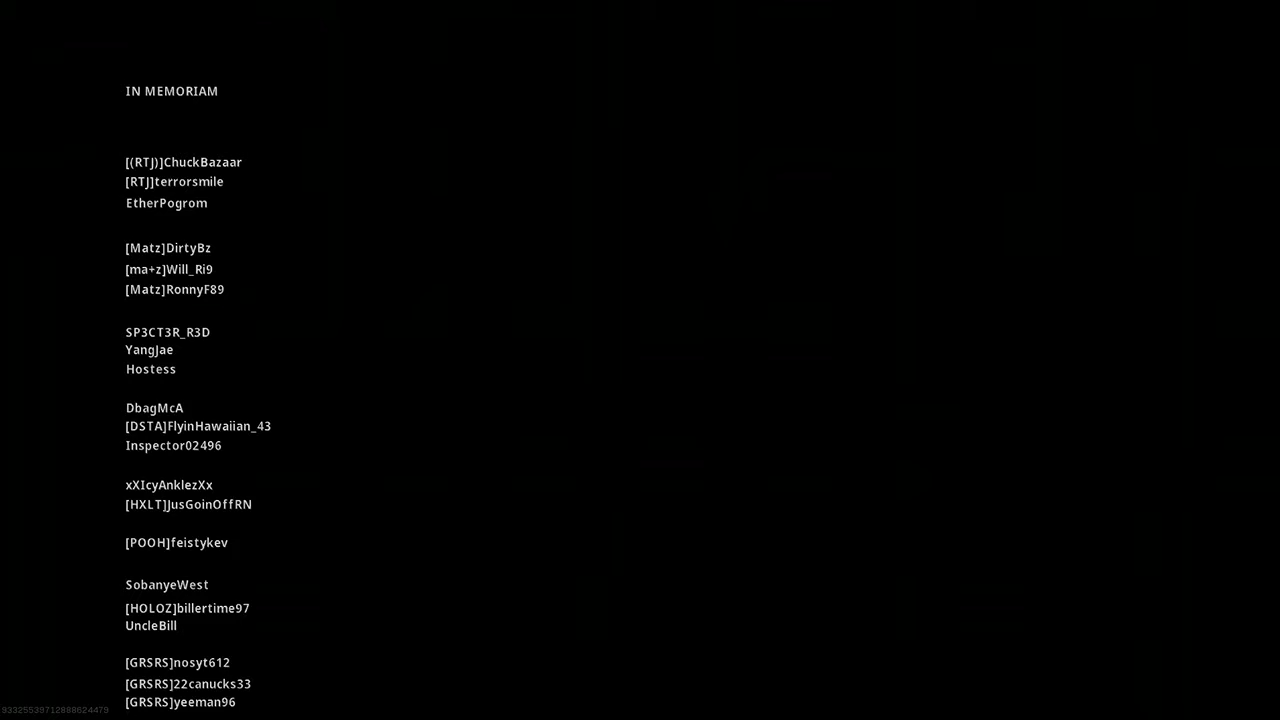 IN MEMORIAM
[(RTJ)]ChuckBazaar
[RTJ]terrorsmile
EtherPogrom
[Matz]DirtyBz
[ma+z]Will_Ri9
[Matz]RonnyF89
SP3CT3R_R3D
YangJae
Hostess
DbagMcA
[DSTA]FlyinHawaiian_43
Inspector02496
xXIcyAnklezXx
[HXLT]JusGoinOffRN
[POOH]feistykev
SobanyeWest
[HOLOZ]billertime97
UncleBill
[GRSRS]nosyt612
[GRSRS]22canucks33
[GRSRS]yeeman96